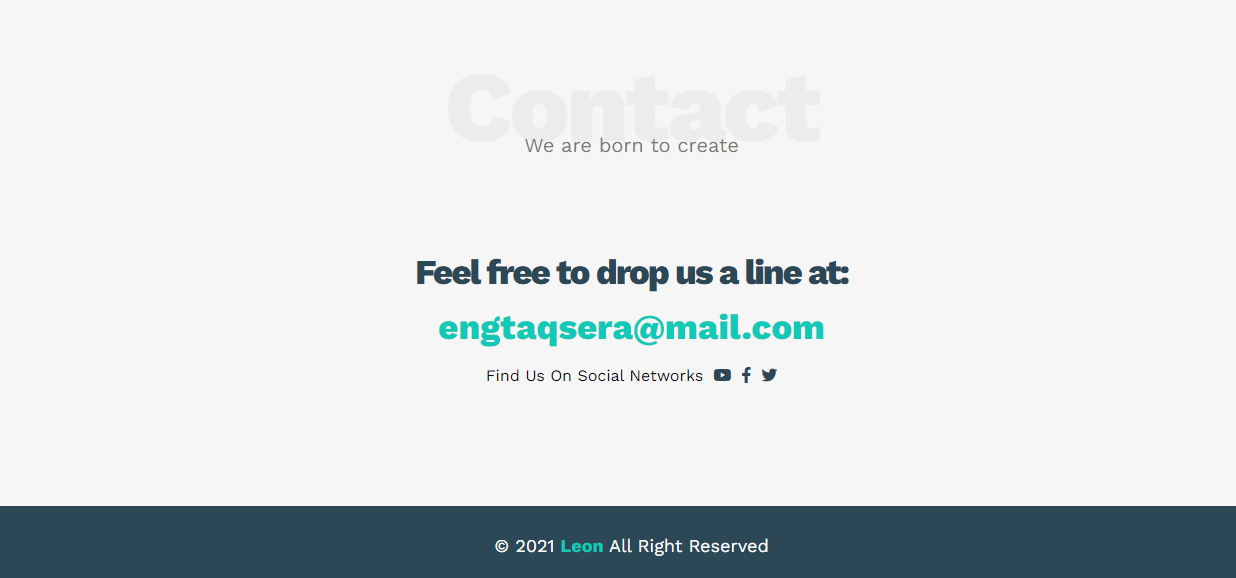 Contact
We are born to create
Feel free to drop us a line at:
engtaqsera@mail.com
Find Us On Social Networks
© 2021 Leon All Right Reserved